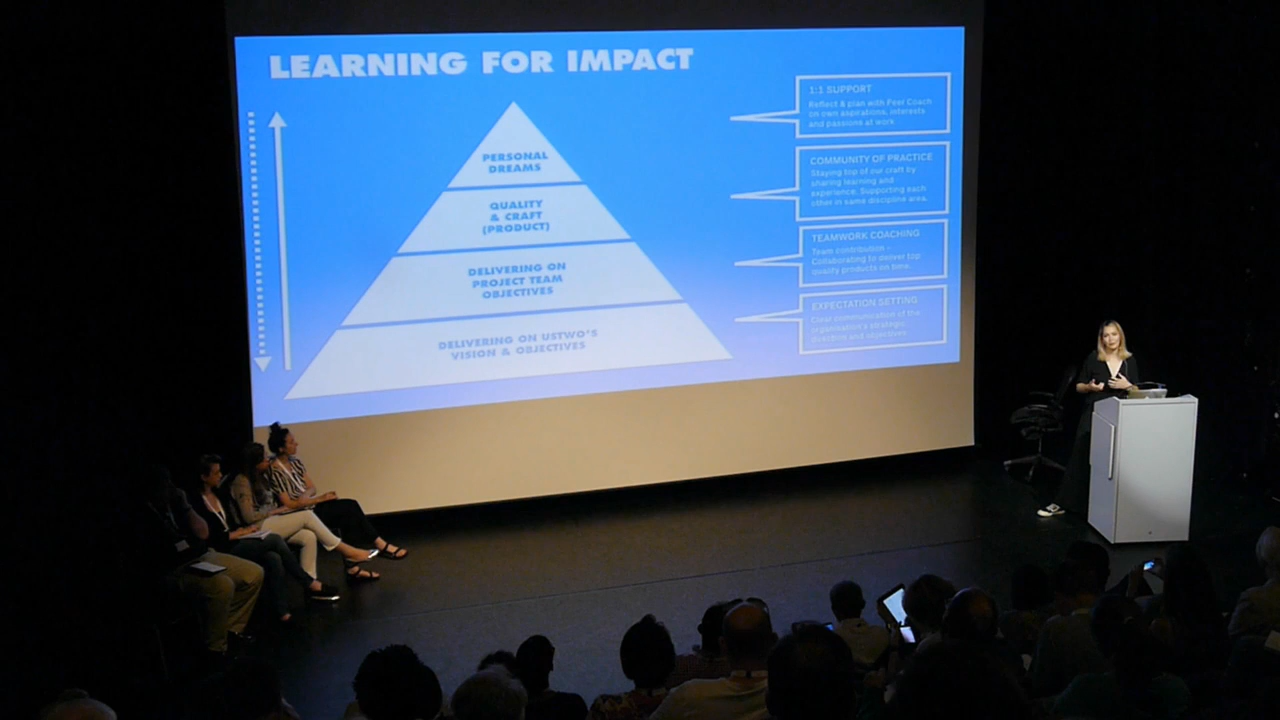 LEARNING FOR IMPACT
PERSONAL
DREAMS
QUALITY
& CRAFT
(PRODUCT)
DELIVERING ON
PROJECT TEAM
OBJECTIVES
DELIVERING ON USTWO'S
VISION & OBJECTIVES
1:1 SUPPORT
Reflect & plan with Peer Coach
on own aspirations, interests
and passions at work
COMMUNITY OF PRACTICE
Staying top of our craft by
sharing learning and
experience. Supporting each
other in same discipline area.
TEAMWORK COACHING
Team contribution –
Collaborating to deliver top
quality products on time.
EXPECTATION SETTING
Clear communication of the
organisation's strategic
direction and objectives